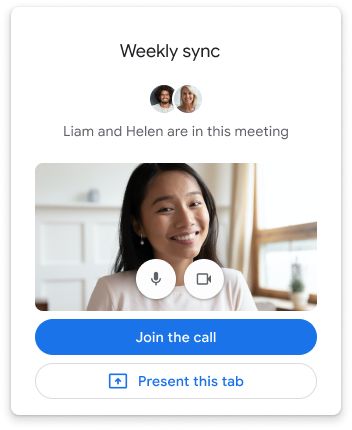 Weekly sync
Liam and Helen are in this meeting
Join the call
Present this tab